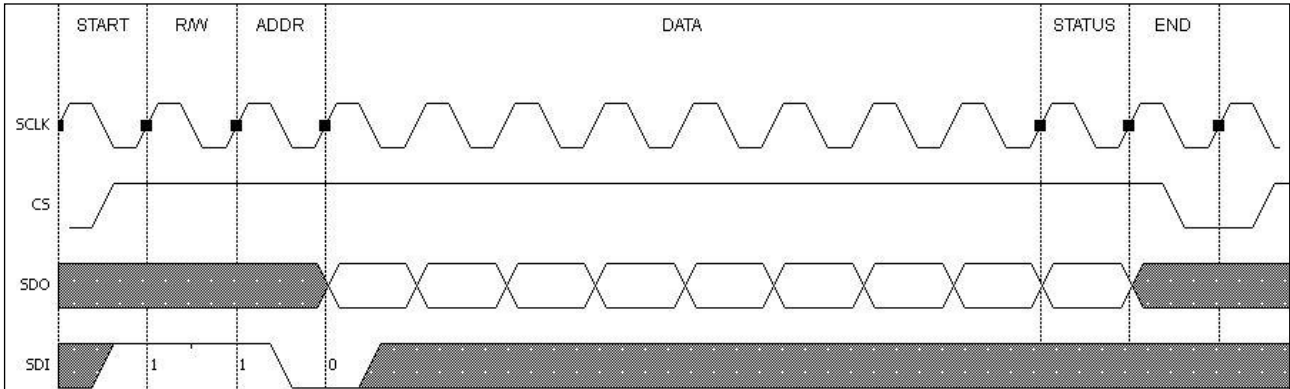 START R/W ADDR DATA STATUS END
SCLK
CS
SDO
SDI 1 1 0